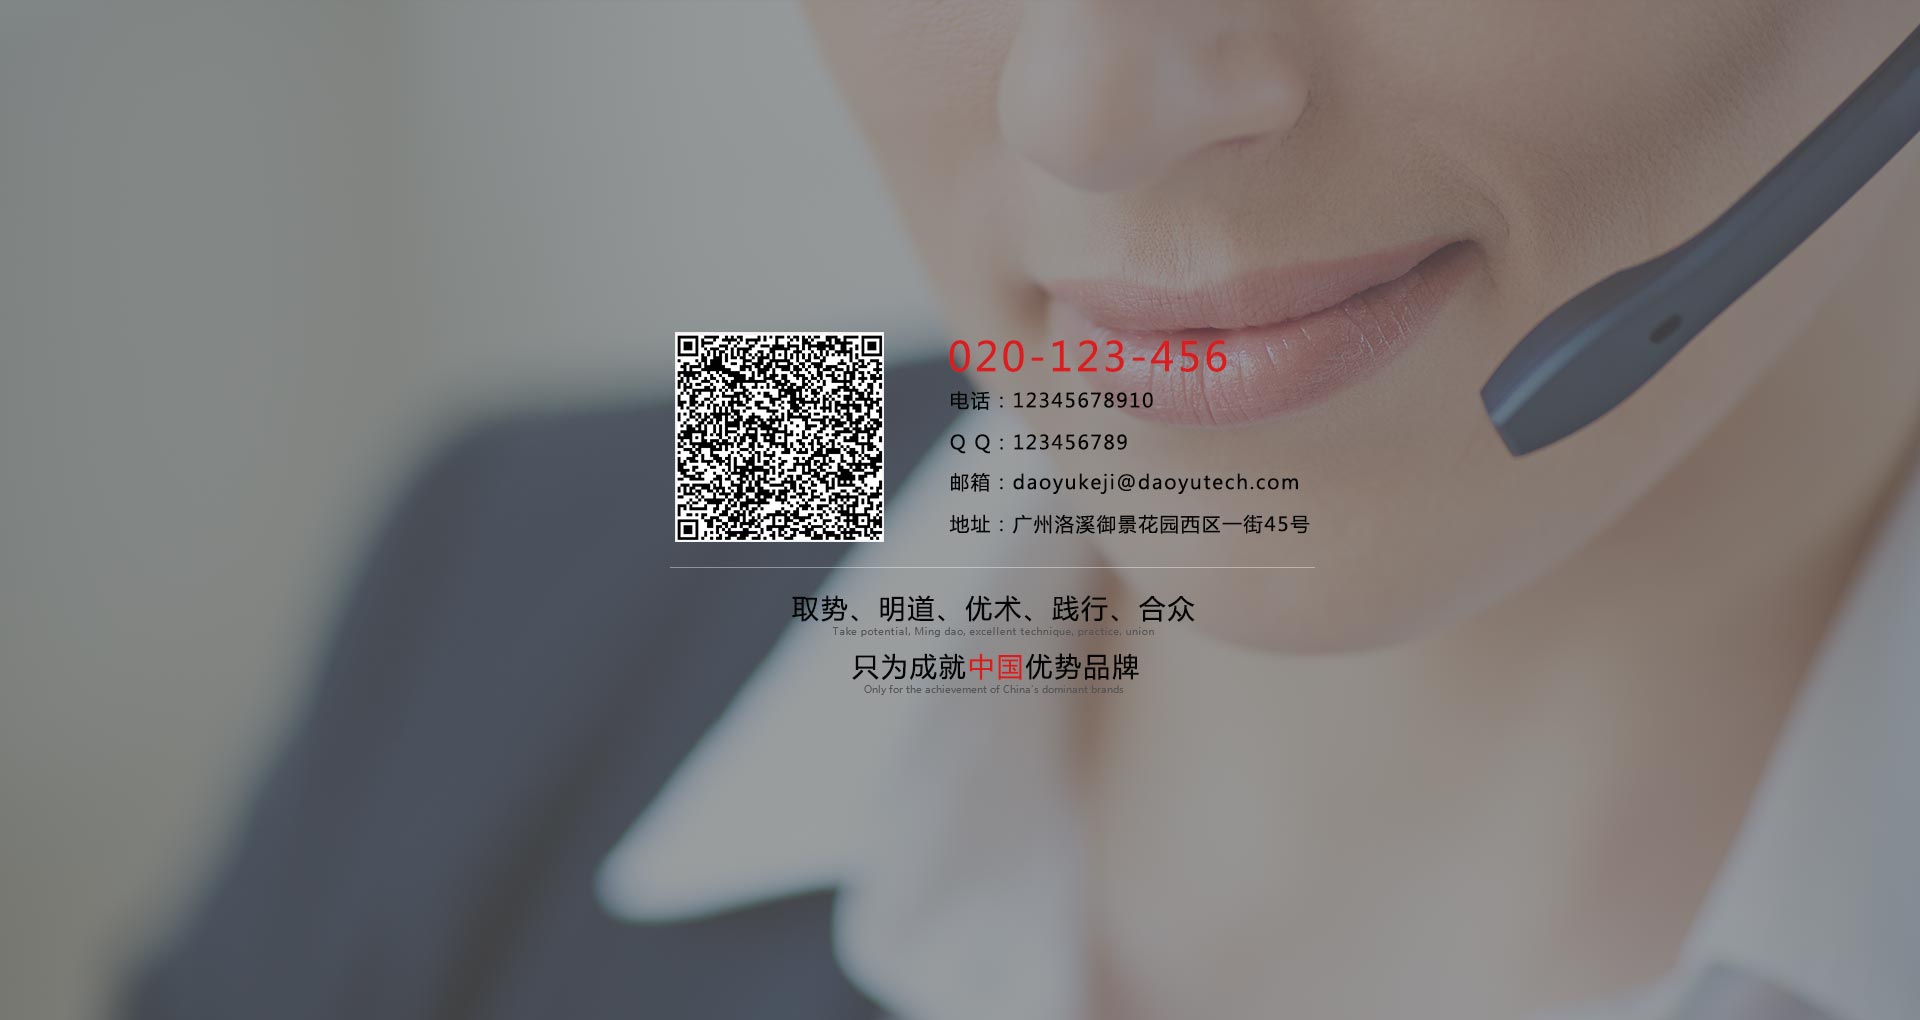 020-123-456
电话：12345678910
Q Q：123456789
邮箱：daoyukeji@daoyutech.com
地址：广州洛溪御景花园西区一街45号
取势、明道、优术、践行、合众
Take potential, Ming dao, excellent technique, practice, union
只为成就中国优势品牌
Only for the achievement of China's dominant brands